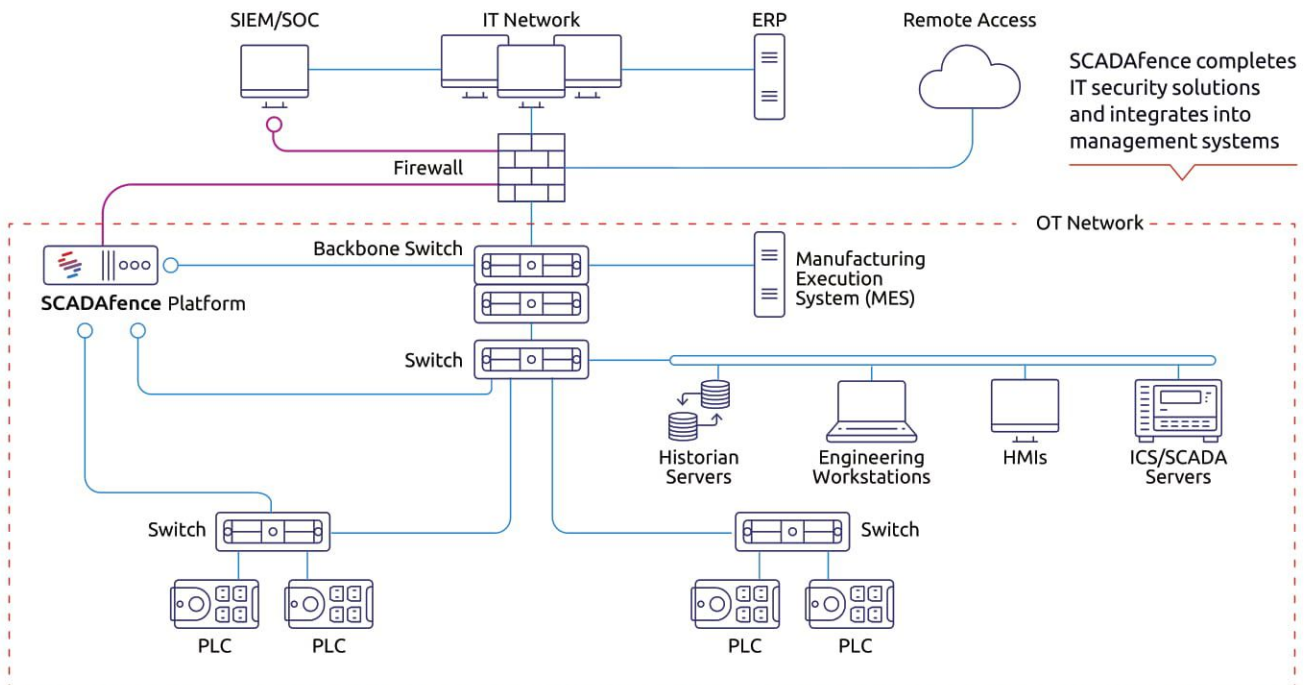 SIEM/SOC
IT Network
ERP
Remote Access
SCADAfence completes
IT security solutions
and integrates into
management systems
Firewall
OT Network
Backbone Switch
Manufacturing
Execution
System (MES)
SCADAfence Platform
Switch
Historian
Servers
Engineering
Workstations
HMIs
ICS/SCADA
Servers
Switch
Switch
PLC
PLC
PLC
PLC